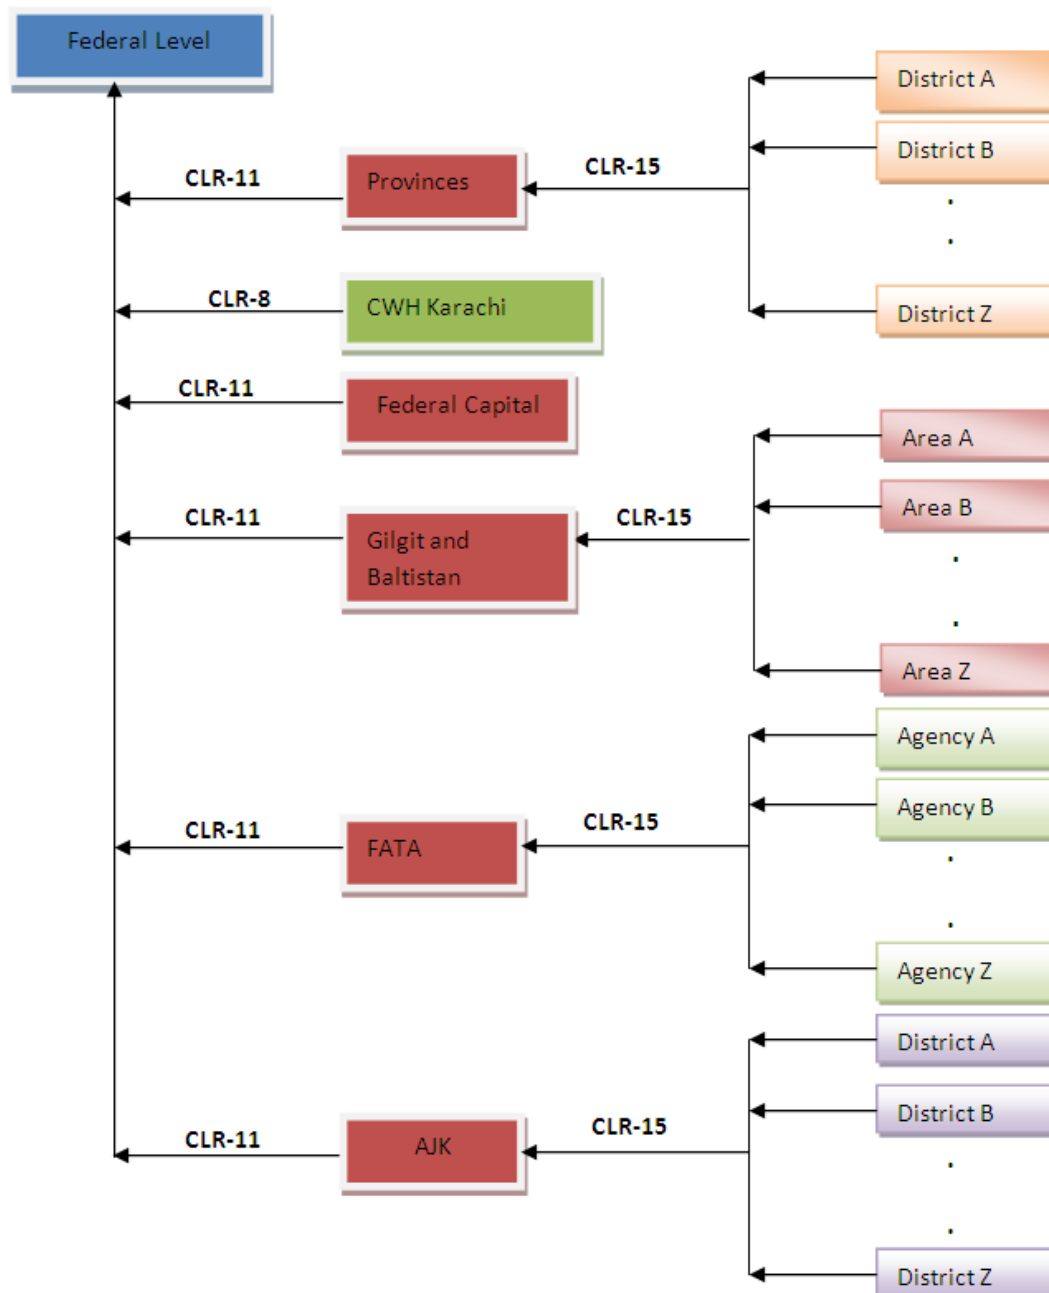 Federal Level
District A
District B
CLR-11
Provinces
CLR-15
.
.
CLR-8
CWH Karachi
District Z
CLR-11
Federal Capital
Area A
CLR-11
Gilgit and
Baltistan
CLR-15
Area B
.
.
Area Z
Agency A
Agency B
CLR-11
FATA
CLR-15
.
.
Agency Z
District A
District B
CLR-11
AJK
CLR-15
.
.
District Z